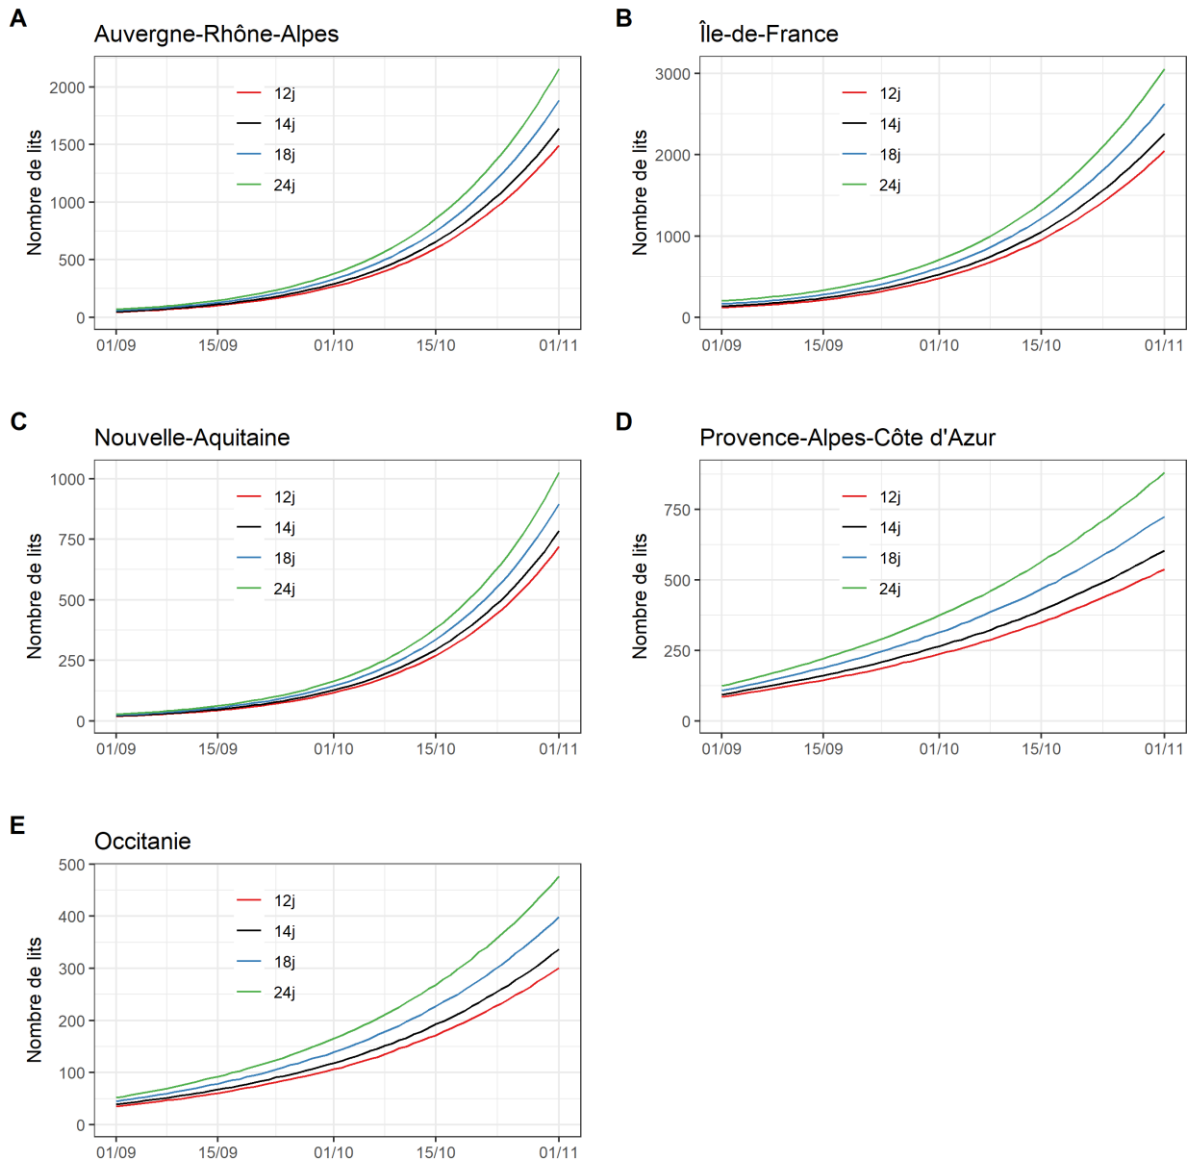 A
Auvergne-Rhône-Alpes
Nombre de lits
2000
1500
1000
500
0
12j
14j
18j
24j
01/09 15/09 01/10 15/10 01/11
B
Île-de-France
Nombre de lits
3000
2000
1000
0
12j
14j
18j
24j
01/09 15/09 01/10 15/10 01/11
C
Nouvelle-Aquitaine
Nombre de lits
1000
750
500
250
0
12j
14j
18j
24j
01/09 15/09 01/10 15/10 01/11
D
Provence-Alpes-Côte d'Azur
Nombre de lits
750
500
250
0
12j
14j
18j
24j
01/09 15/09 01/10 15/10 01/11
E
Occitanie
Nombre de lits
500
400
300
200
100
0
12j
14j
18j
24j
01/09 15/09 01/10 15/10 01/11